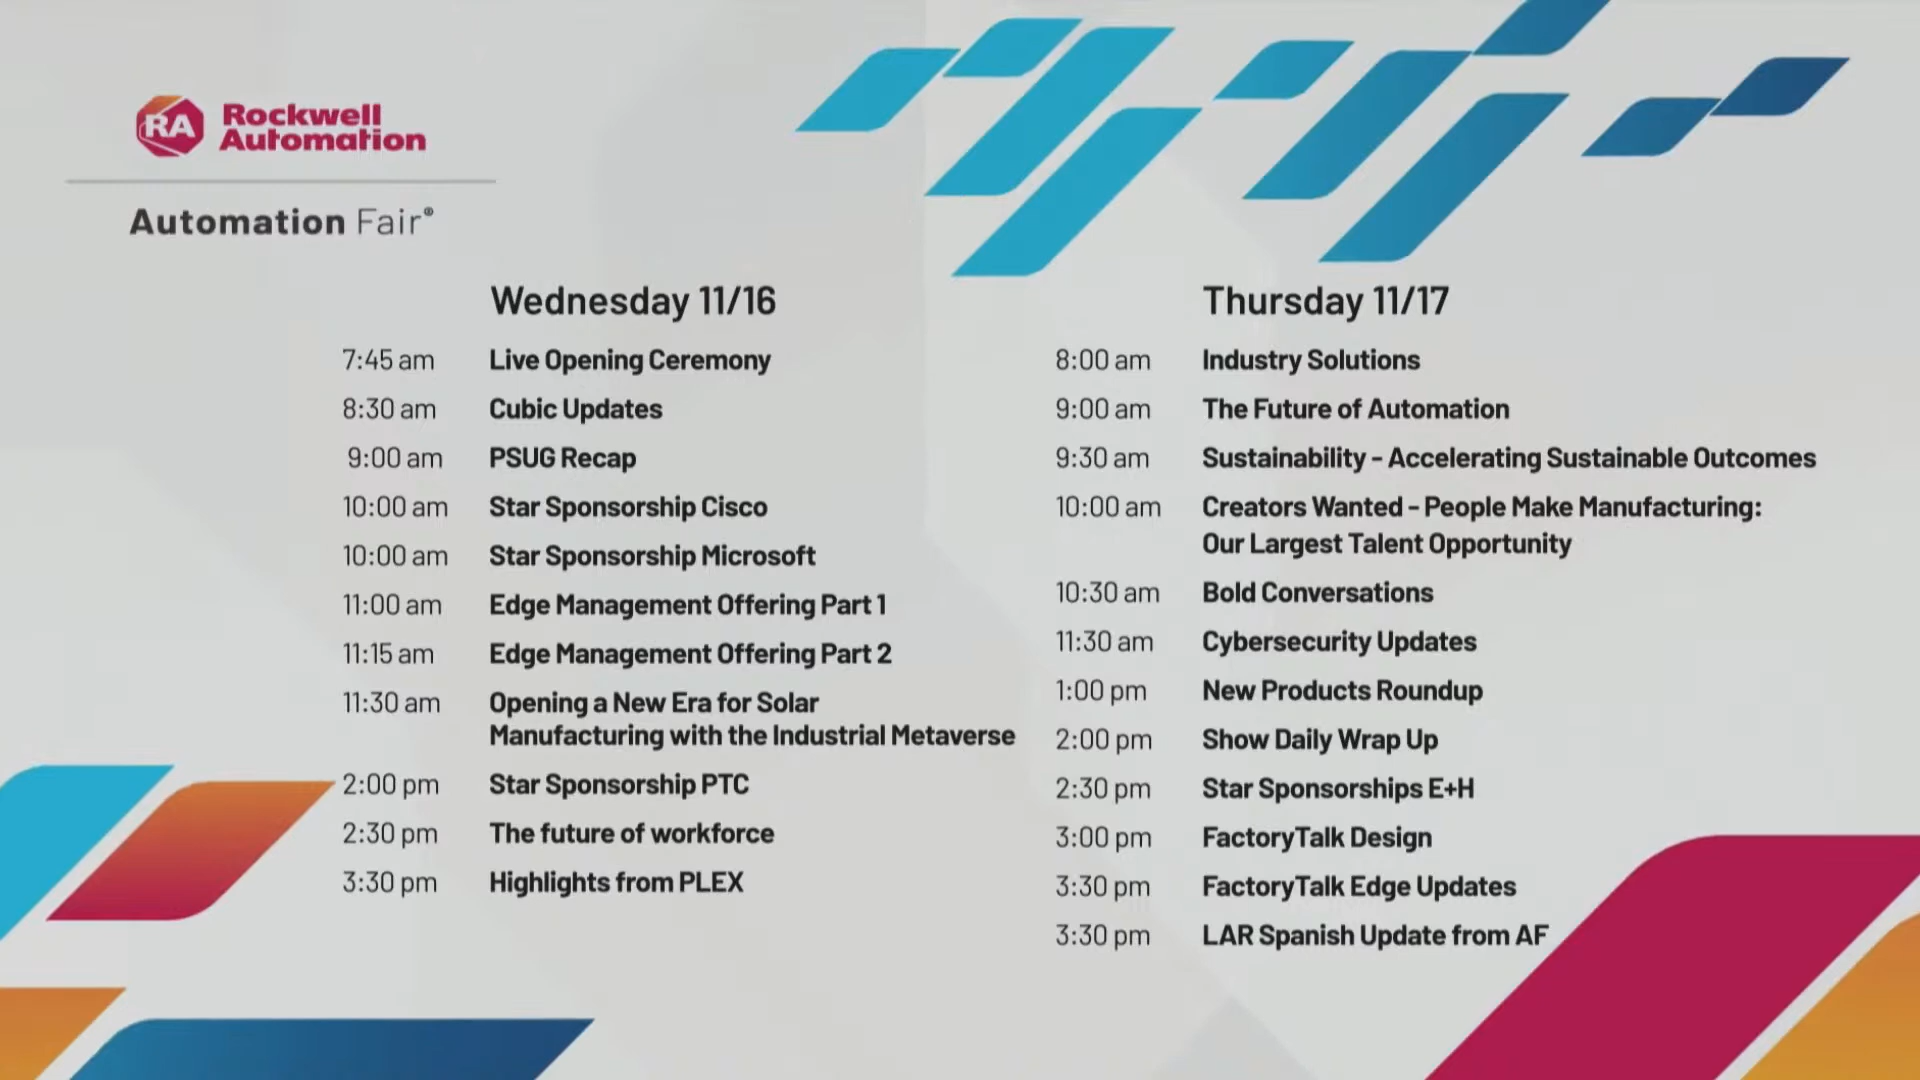 RA
Rockwell
Automation
Automation Fair®
Wednesday 11/16
7:45 am Live Opening Ceremony
8:30 am Cubic Updates
9:00 am PSUG Recap
10:00 am Star Sponsorship Cisco
10:00 am Star Sponsorship Microsoft
11:00 am Edge Management Offering Part 1
11:15 am Edge Management Offering Part 2
11:30 am Opening a New Era for Solar
Manufacturing with the Industrial Metaverse
2:00 pm Star Sponsorship PTC
2:30 pm The future of workforce
3:30 pm Highlights from PLEX
Thursday 11/17
8:00 am Industry Solutions
9:00 am The Future of Automation
9:30 am Sustainability - Accelerating Sustainable Outcomes
10:00 am Creators Wanted - People Make Manufacturing:
Our Largest Talent Opportunity
10:30 am Bold Conversations
11:30 am Cybersecurity Updates
1:00 pm New Products Roundup
2:00 pm Show Daily Wrap Up
2:30 pm Star Sponsorships E+H
3:00 pm FactoryTalk Design
3:30 pm FactoryTalk Edge Updates
3:30 pm LAR Spanish Update from AF